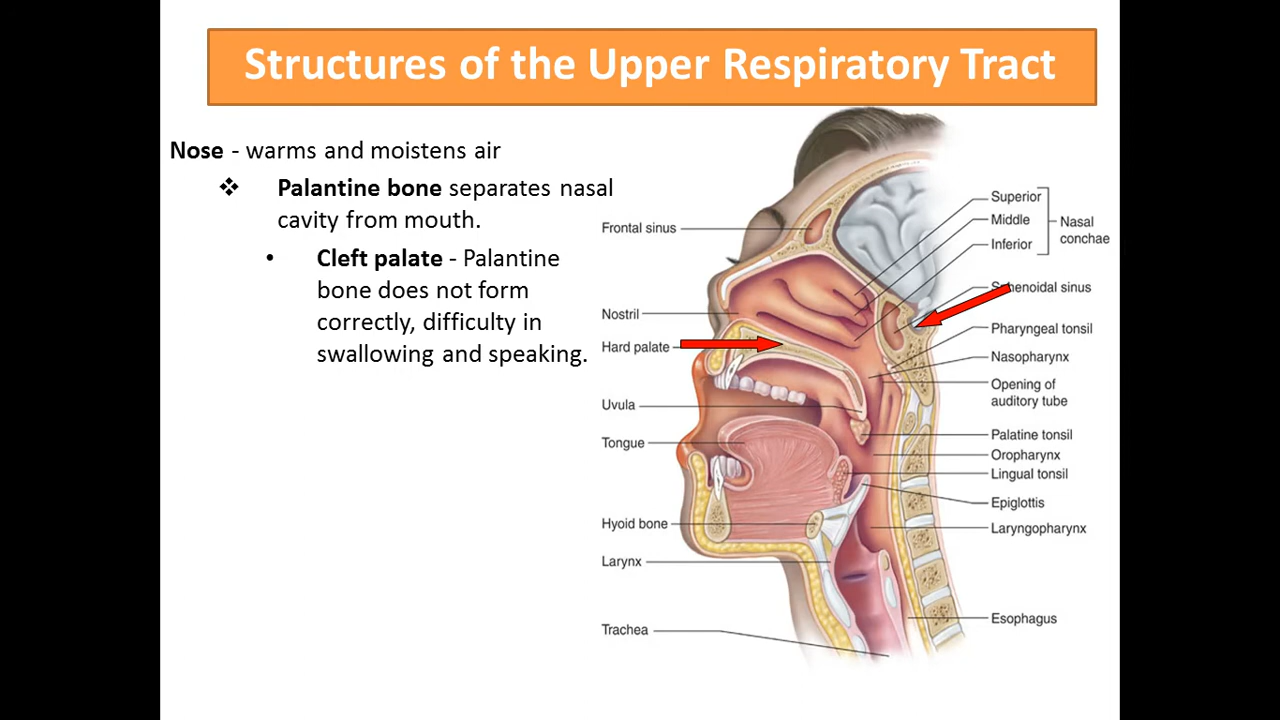 Structures of the Upper Respiratory Tract
Nose - warms and moistens air
❖ Palantine bone separates nasal
cavity from mouth.
• Cleft palate - Palantine
bone does not form
correctly, difficulty in
swallowing and speaking.
Frontal sinus
Nostril
Hard palate
Uvula
Tongue
Hyoid bone
Larynx
Trachea
Superior
Middle
Inferior
Nasal
conchae
Sphenoidal sinus
Pharyngeal tonsil
Nasopharynx
Opening of
auditory tube
Palatine tonsil
Oropharynx
Lingual tonsil
Epiglottis
Laryngopharynx
Esophagus